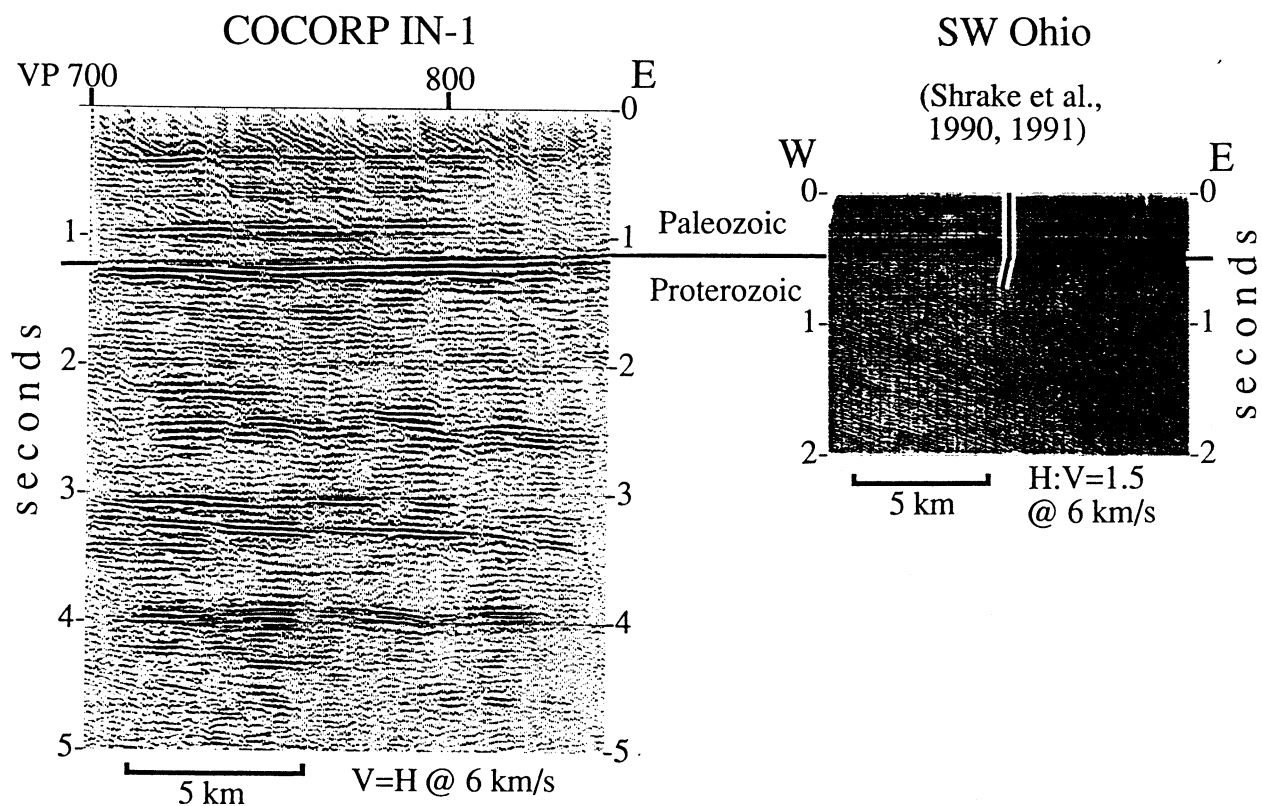 COCORP IN-1
VP 700
800
E
0
1
2
3
4
5
1
2
3
4
5
seconds
5 km
V=H @ 6 km/s
Paleozoic
Proterozoic
SW Ohio
(Shrake et al.,
1990, 1991)
W
E
0
1
2
0
1
2
seconds
5 km
H:V=1.5
@ 6 km/s